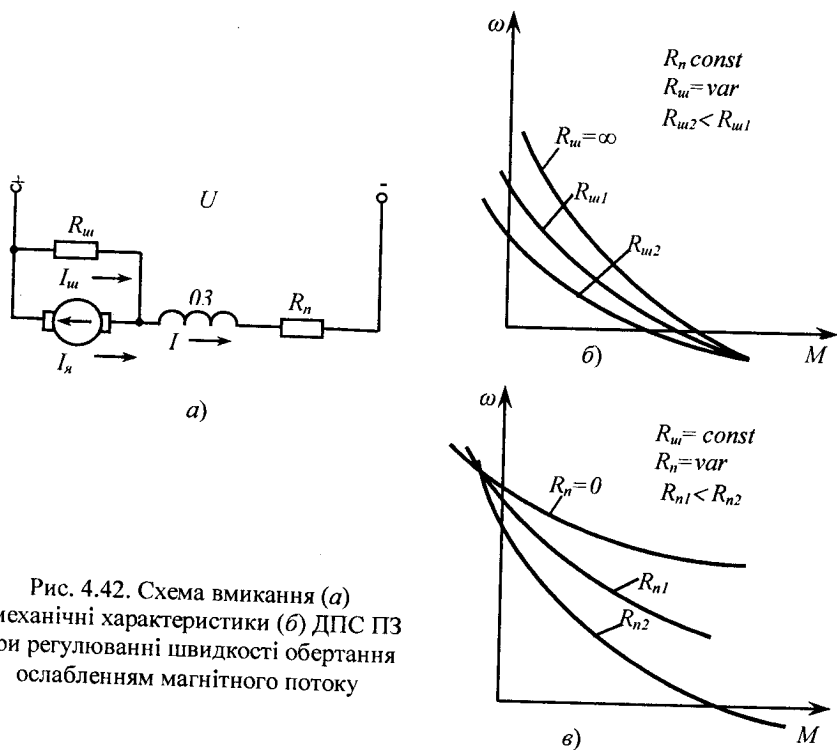 +
-
U
Rш
Iш
ОЗ
Rп
I
Iя
а)
ω
Rп const
Rш=var
Rш2< Rш1
Rш=∞
Rш1
Rш2
б)
M
ω
Rш= const
Rп=var
Rп1< Rп2
Rп=0
Rп1
Rп2
в)
M
Рис. 4.42. Схема вмикання (а)
механічні характеристики (б) ДПС ПЗ
ри регулюванні швидкості обертання
ослабленням магнітного потоку